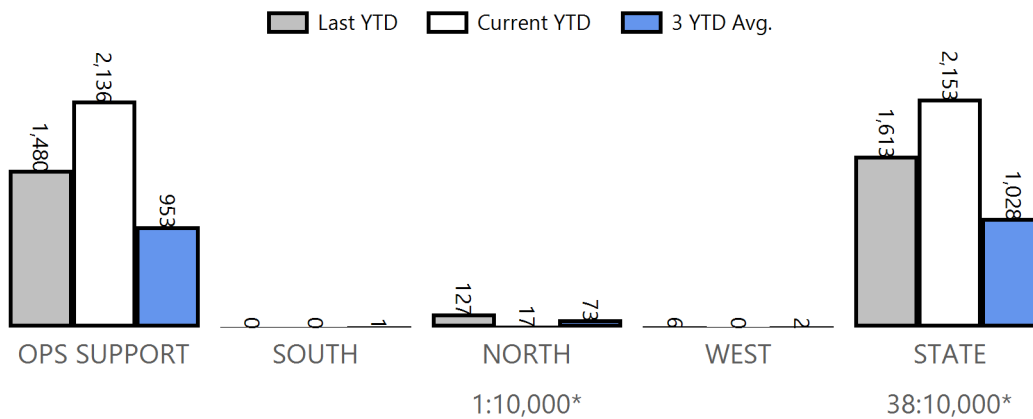 Last YTD Current YTD 3 YTD Avg.
1,480 2,136 953 0 0 1 127 17 73 6 0 2 1,613 2,153 1,028
OPS SUPPORT SOUTH NORTH WEST STATE
1:10,000* 38:10,000*